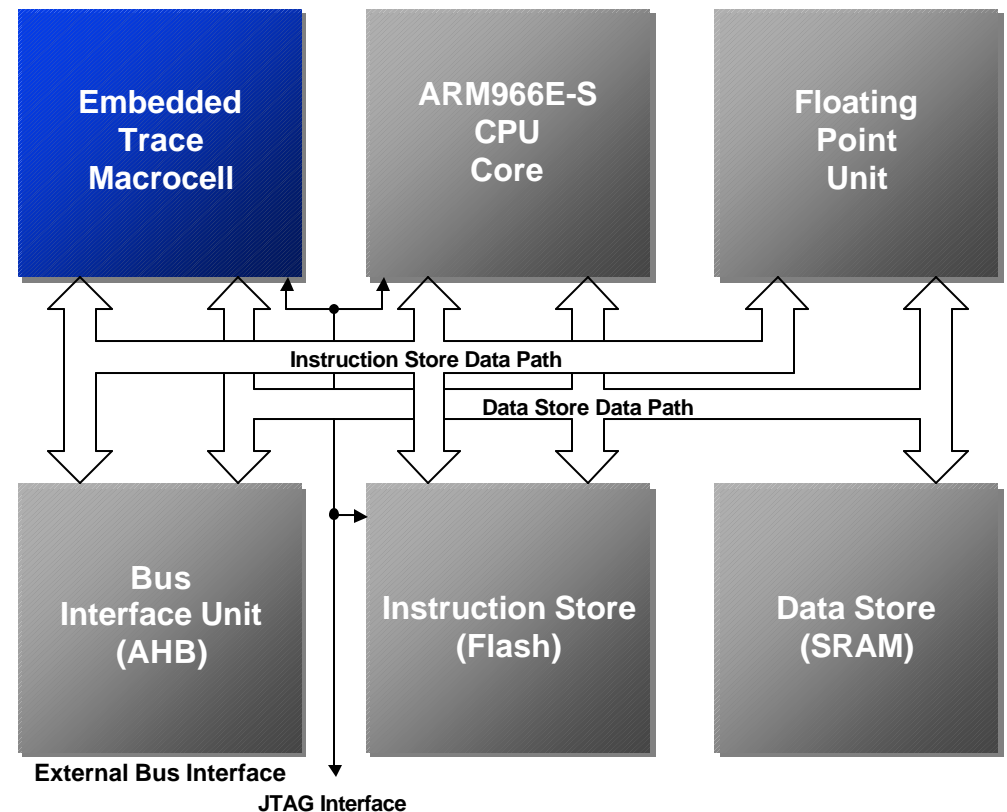 Embedded
Trace
Macrocell
ARM966E-S
CPU
Core
Floating
Point
Unit
Instruction Store Data Path
Data Store Data Path
Bus
Interface Unit
(AHB)
Instruction Store
(Flash)
Data Store
(SRAM)
External Bus Interface
JTAG Interface